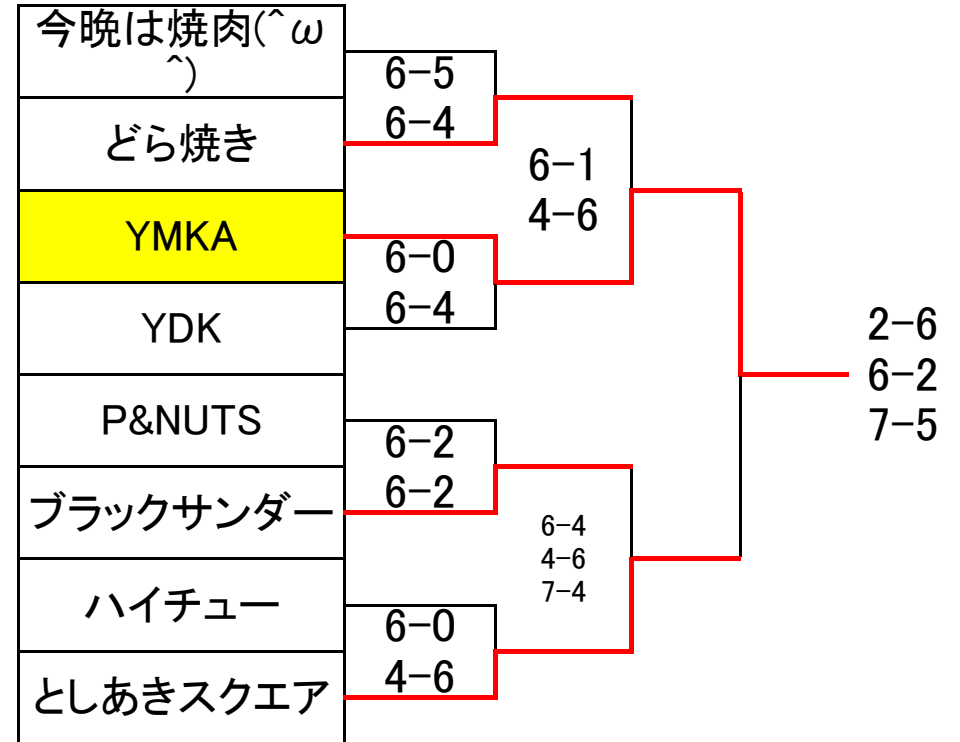 今晩は焼肉(^ω
^)
どら焼き
YMKA
YDK
P&NUTS
ブラックサンダー
ハイチュー
としあきスクエア
6-5
6-4
6-0
6-4
6-2
6-2
6-0
4-6
6-1
4-6
6-4
4-6
7-4
2-6
6-2
7-5